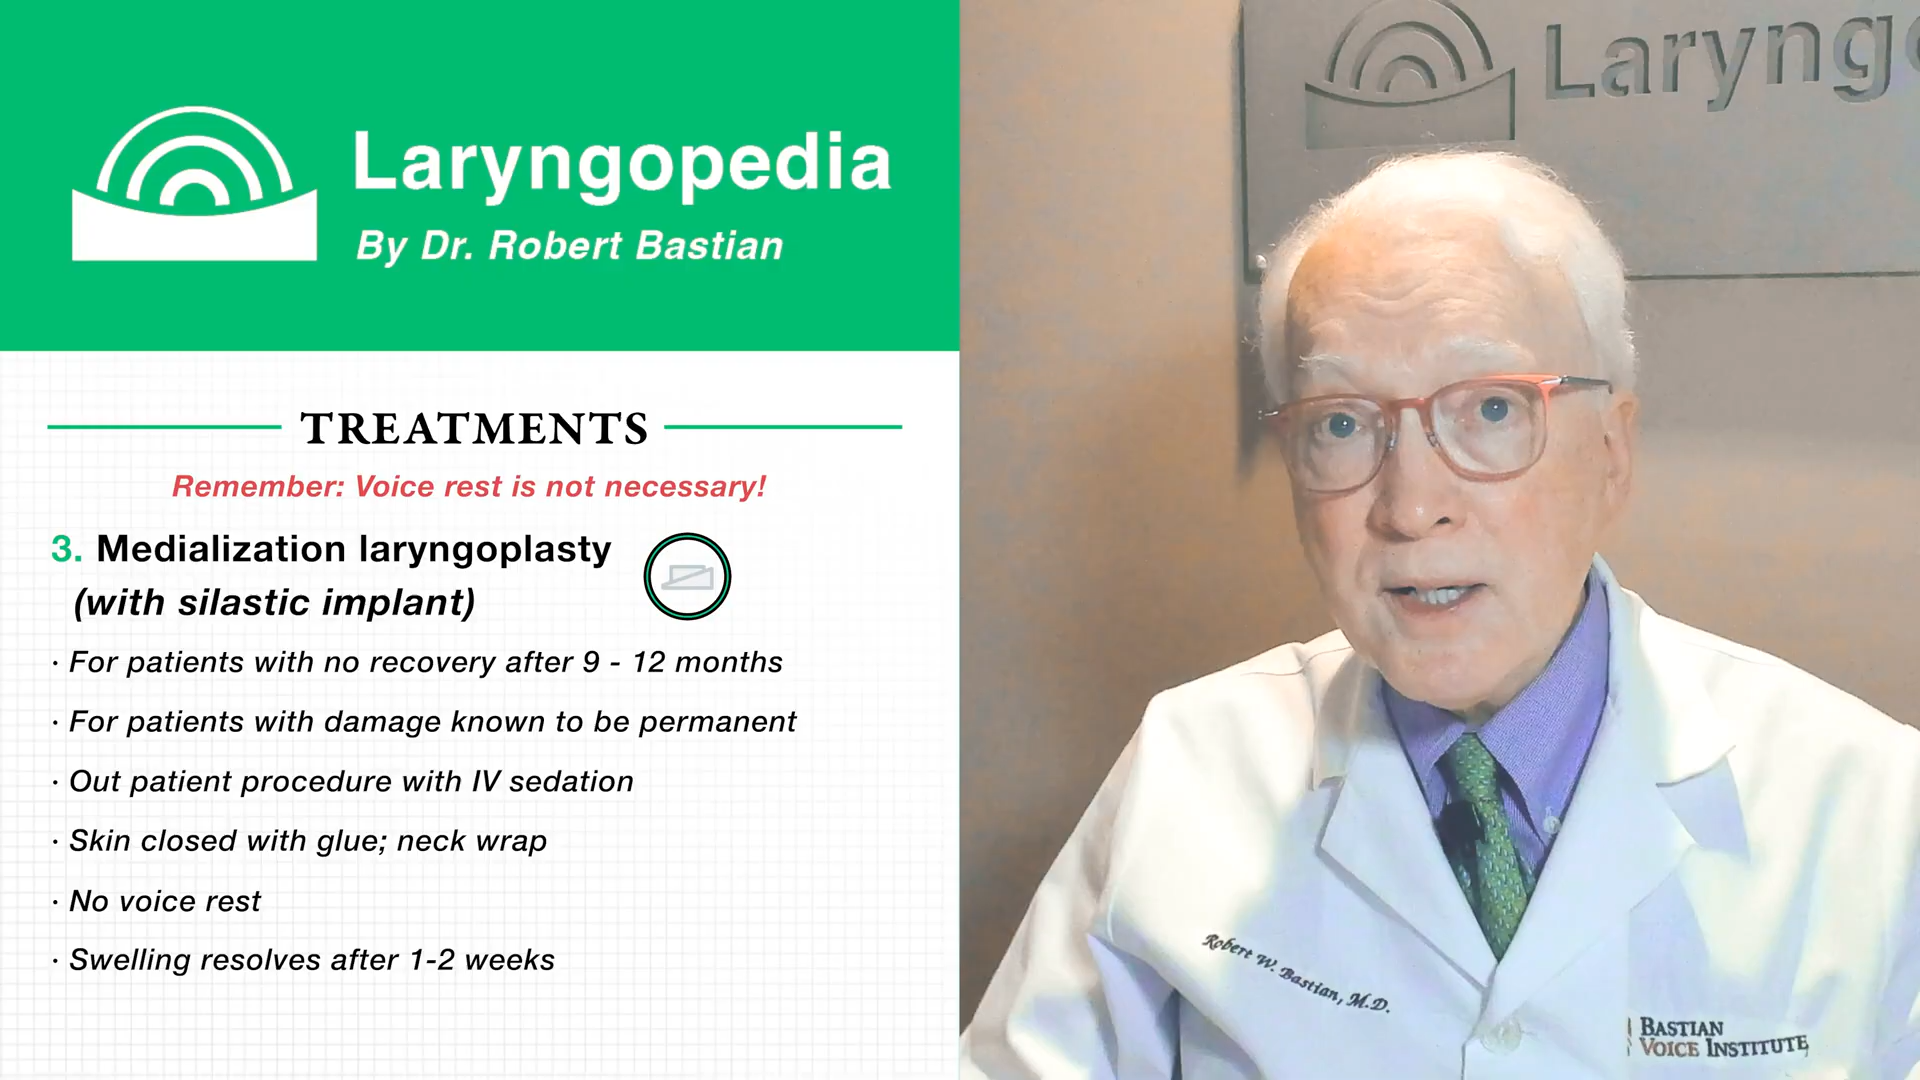 Laryngopedia
By Dr. Robert Bastian
TREATMENTS
Remember: Voice rest is not necessary!
3. Medialization laryngoplasty
(with silastic implant)
· For patients with no recovery after 9 - 12 months
· For patients with damage known to be permanent
· Out patient procedure with IV sedation
· Skin closed with glue; neck wrap
· No voice rest
· Swelling resolves after 1-2 weeks
Laryngo
Robert W. Bastian, M.D.
BASTIAN
VOICE INSTITUTE